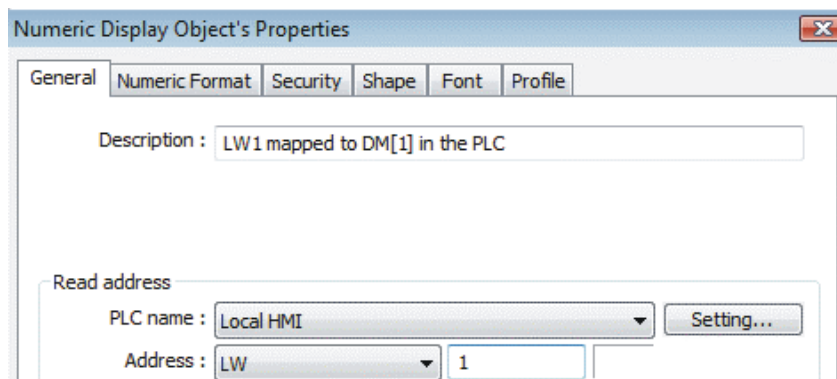 Numeric Display Object's Properties
General Numeric Format Security Shape Font Profile
Description : LW1 mapped to DM[1] in the PLC
Read address
PLC name : Local HMI Setting...
Address : LW 1